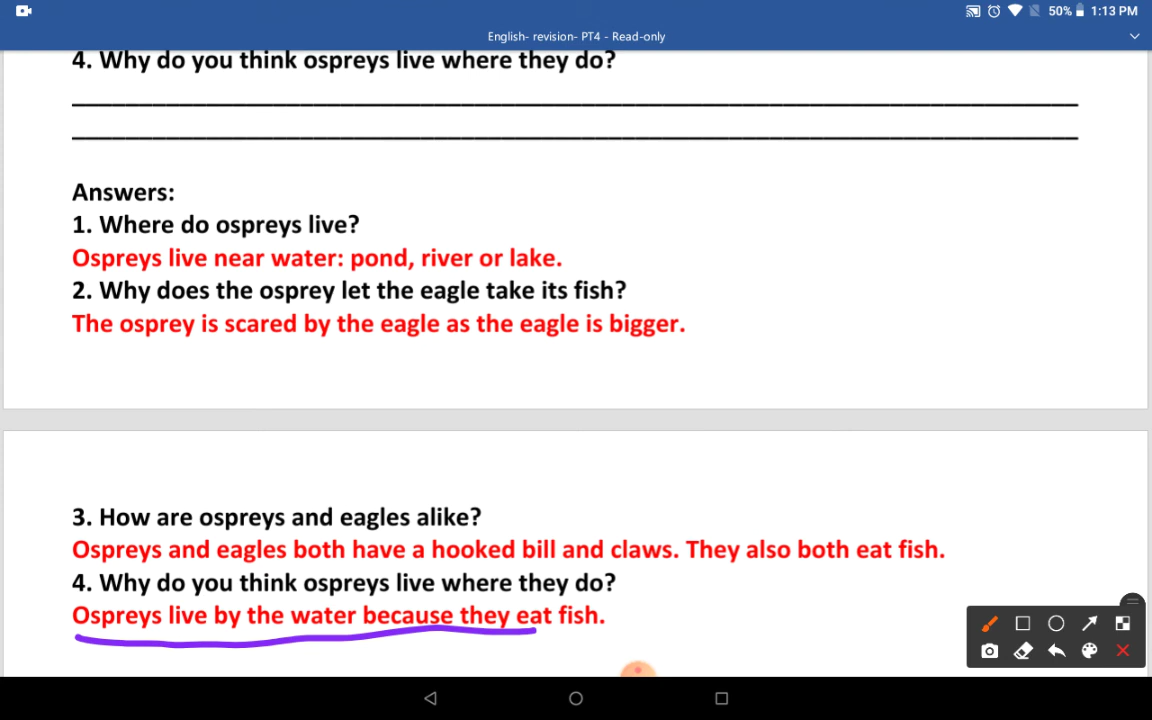 50% 1:13 PM
English- revision- PT4 - Read-only
4. Why do you think ospreys live where they do?
Answers:
1. Where do ospreys live?
Ospreys live near water: pond, river or lake.
2. Why does the osprey let the eagle take its fish?
The osprey is scared by the eagle as the eagle is bigger.
3. How are ospreys and eagles alike?
Ospreys and eagles both have a hooked bill and claws. They also both eat fish.
4. Why do you think ospreys live where they do?
Ospreys live by the water because they eat fish.